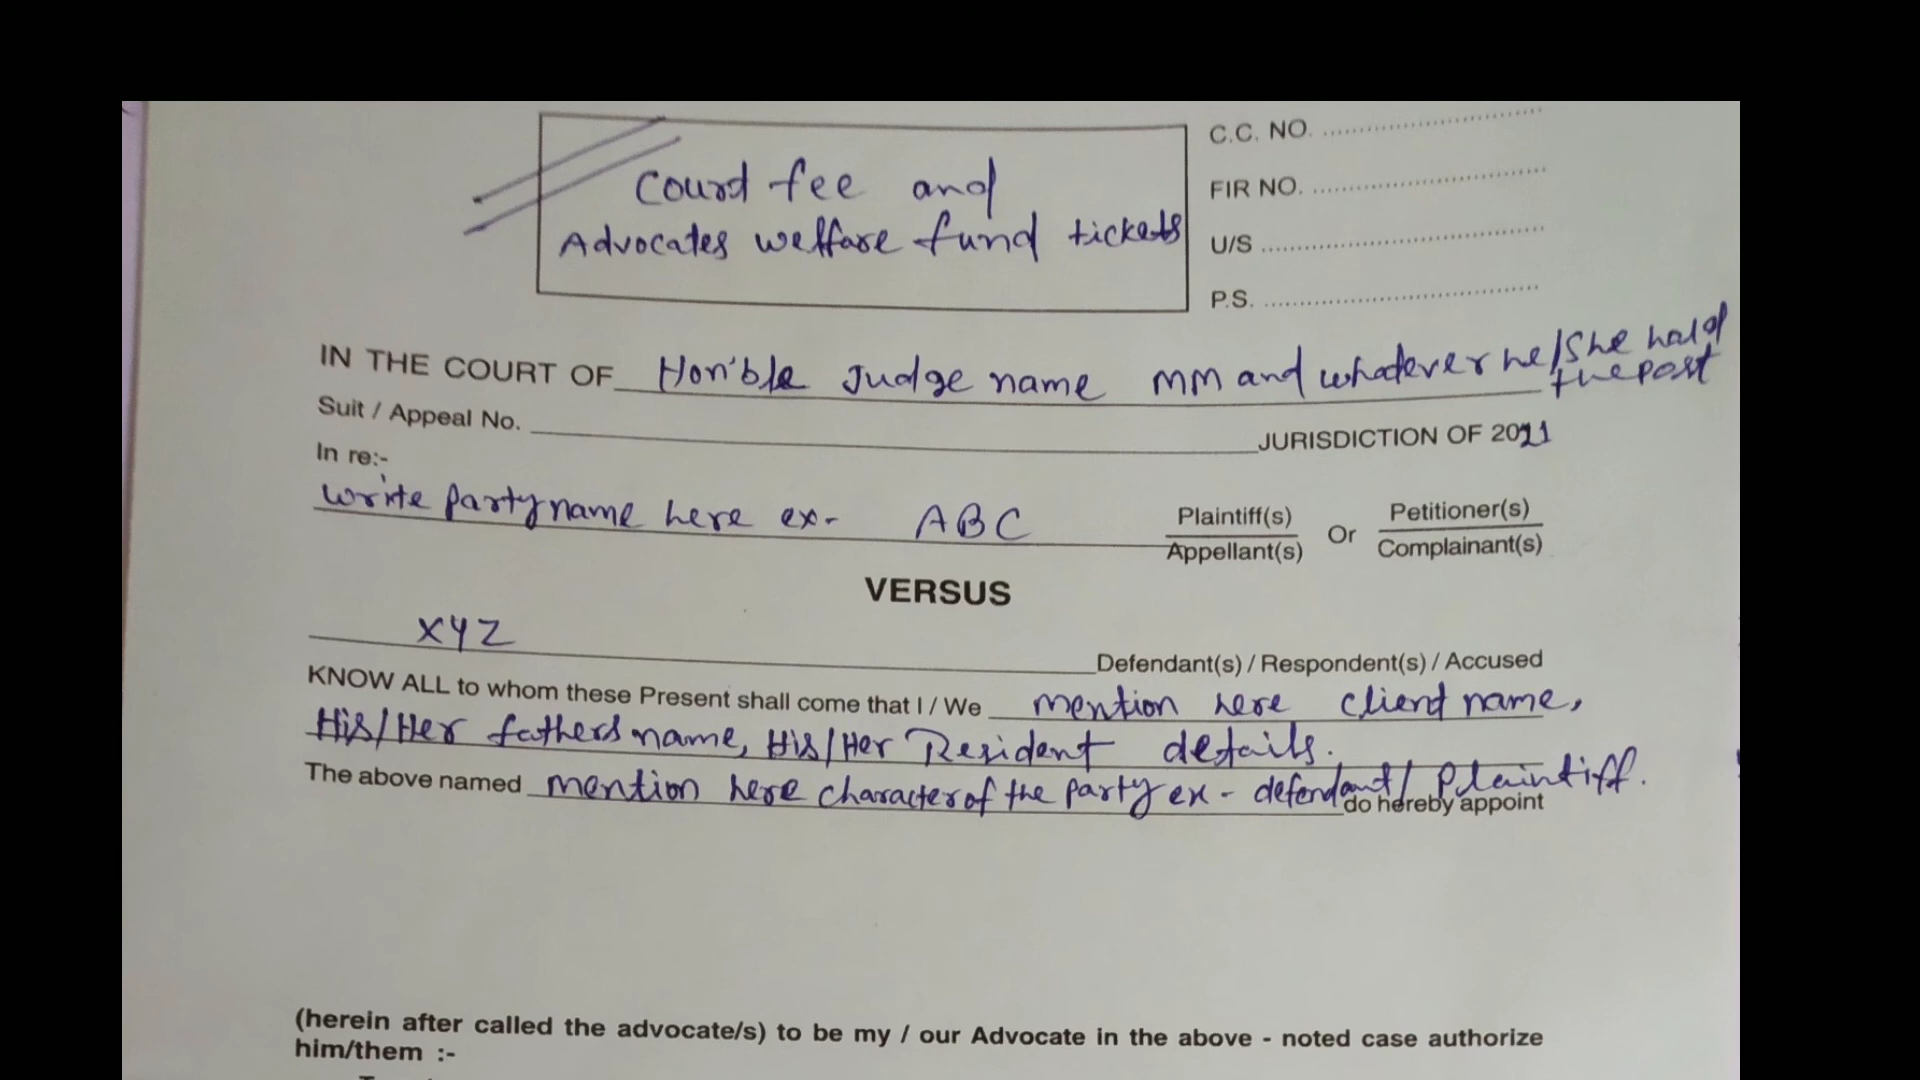 Court fee and
Advocates welfare fund tickets
C.C. NO. ....................
FIR NO. ....................
U/S ....................
P.S. ....................
IN THE COURT OF Hon'ble Judge name MM and whatever he/She
the post
Suit / Appeal No. ____ JURISDICTION OF 2021
In re:-
write party name here ex- ABC
Plaintiff(s) Or Petitioner(s)
Appellant(s) Complainant(s)
VERSUS
XYZ Defendant(s) / Respondent(s) / Accused
KNOW ALL to whom these Present shall come that I / We mention here client name,
His/Her fathers name, His/Her Resident details.
The above named mention here character of the party ex - defendant/ Plaintiff.
do hereby appoint
(herein after called the advocate/s) to be my / our Advocate in the above - noted case authorize
him/them :-